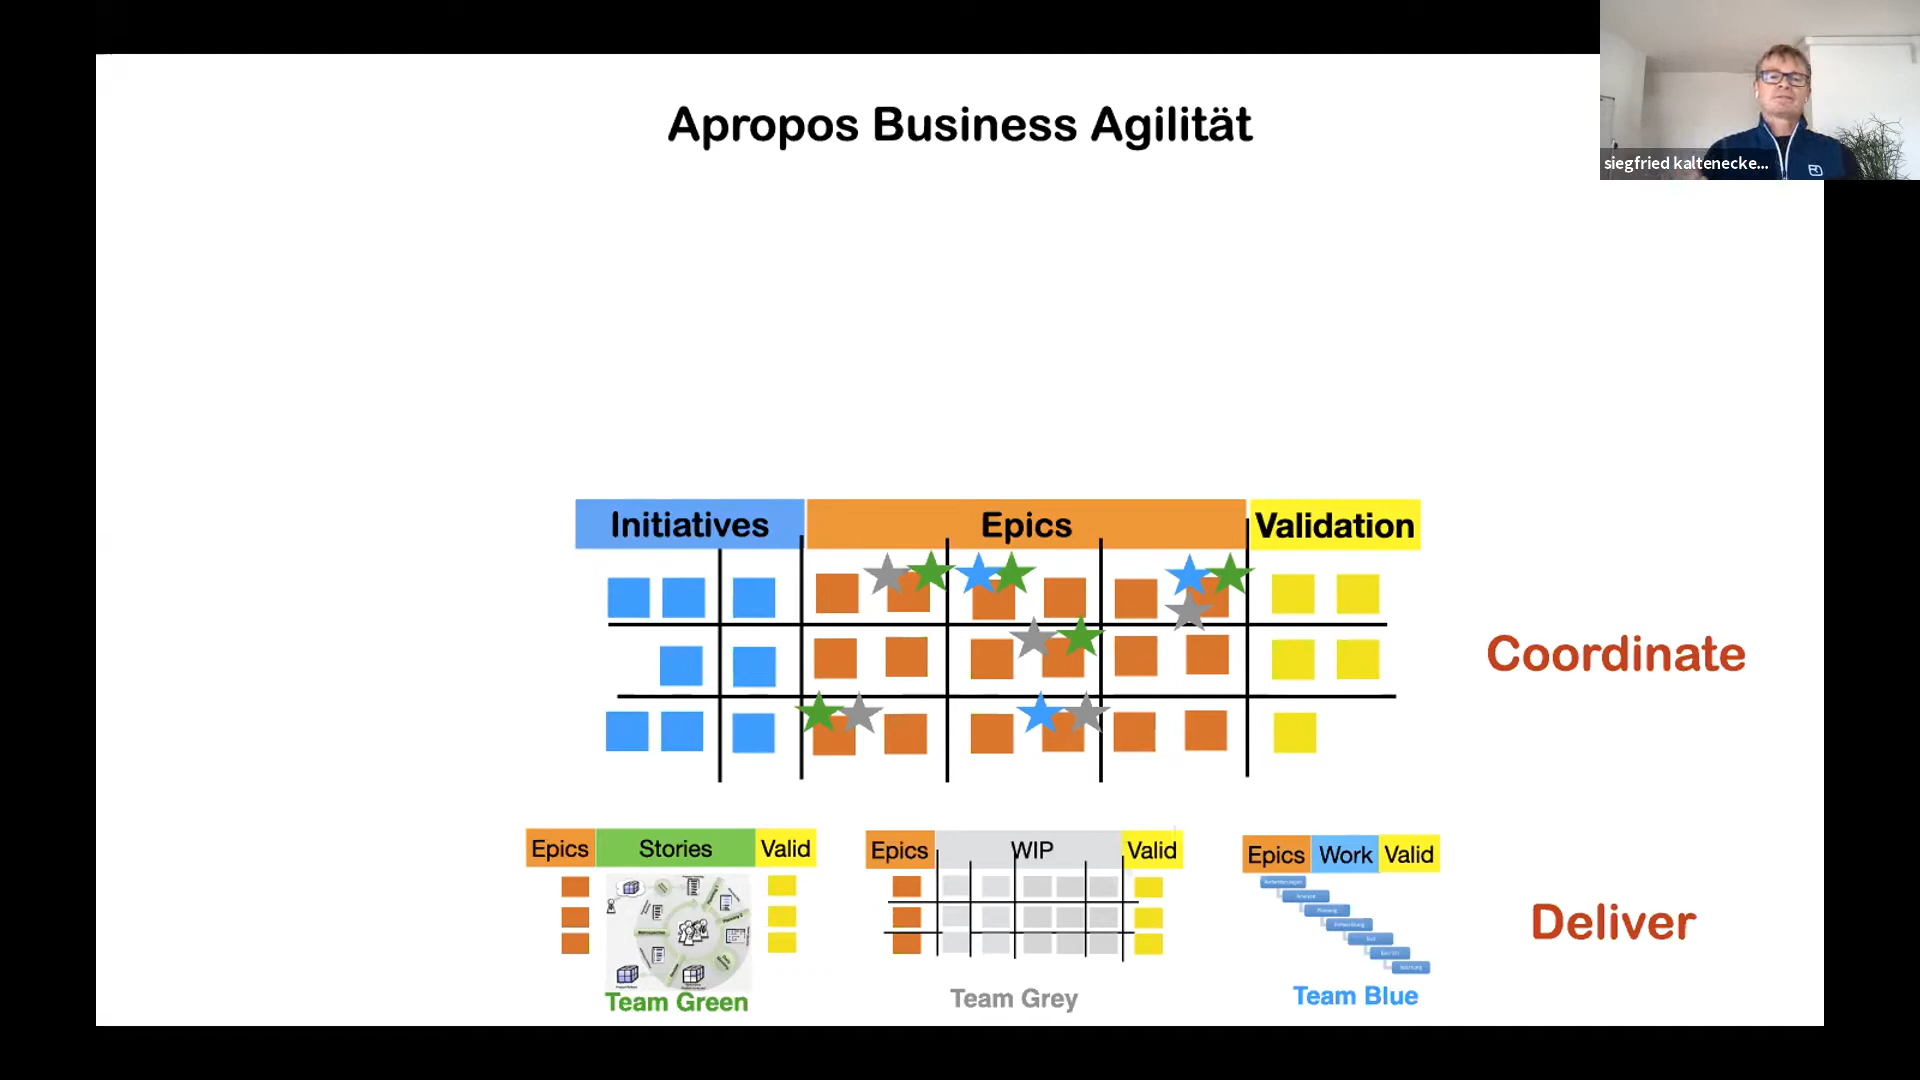 Apropos Business Agilität
siegfried kaltenecke...
Initiatives
Epics
Validation
Coordinate
Epics
Stories
Valid
Epics
WIP
Valid
Epics
Work
Valid
Deliver
Team Green
Team Grey
Team Blue